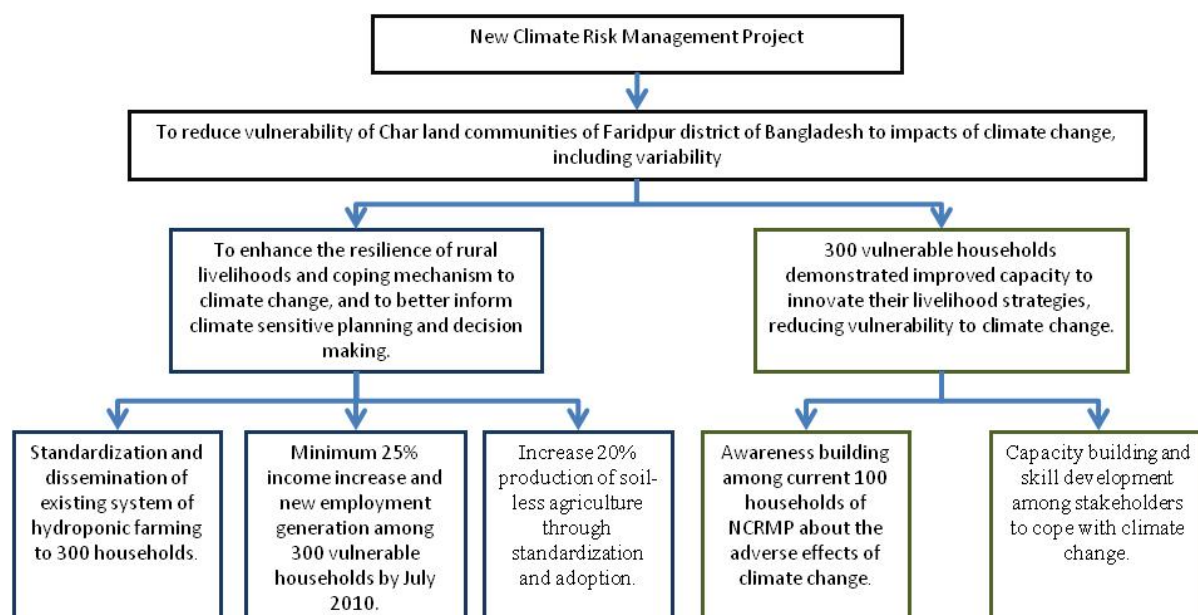 New Climate Risk Management Project
To reduce vulnerability of Char land communities of Faridpur district of Bangladesh to impacts of climate change,
including variability
To enhance the resilience of rural
livelihoods and coping mechanism to
climate change, and to better inform
climate sensitive planning and decision
making.
300 vulnerable households
demonstrated improved capacity to
innovate their livelihood strategies,
reducing vulnerability to climate change.
Standardization and
dissemination of
existing system of
hydroponic farming
to 300 households.
Minimum 25%
income increase and
new employment
generation among
300 vulnerable
households by July
2010.
Increase 20%
production of soil-
less agriculture
through
standardization
and adoption.
Awareness building
among current 100
households of
NCRMP about the
adverse effects of
climate change.
Capacity building and
skill development
among stakeholders
to cope with climate
change.